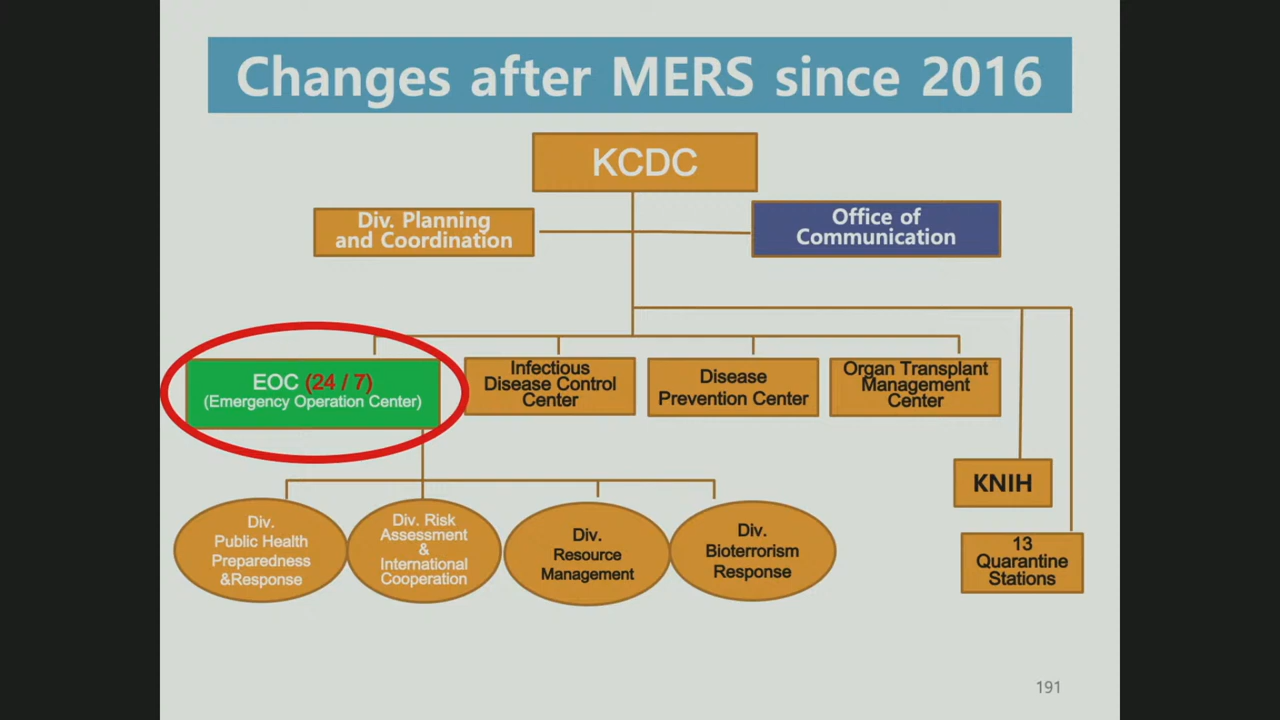 Changes after MERS since 2016
KCDC
Div. Planning
and Coordination
Office of
Communication
EOC (24 / 7)
(Emergency Operation Center)
Infectious
Disease Control
Center
Disease
Prevention Center
Organ Transplant
Management
Center
KNIH
13
Quarantine
Stations
Div.
Public Health
Preparedness
&Response
Div. Risk
Assessment
&
International
Cooperation
Div.
Resource
Management
Div.
Bioterrorism
Response
191